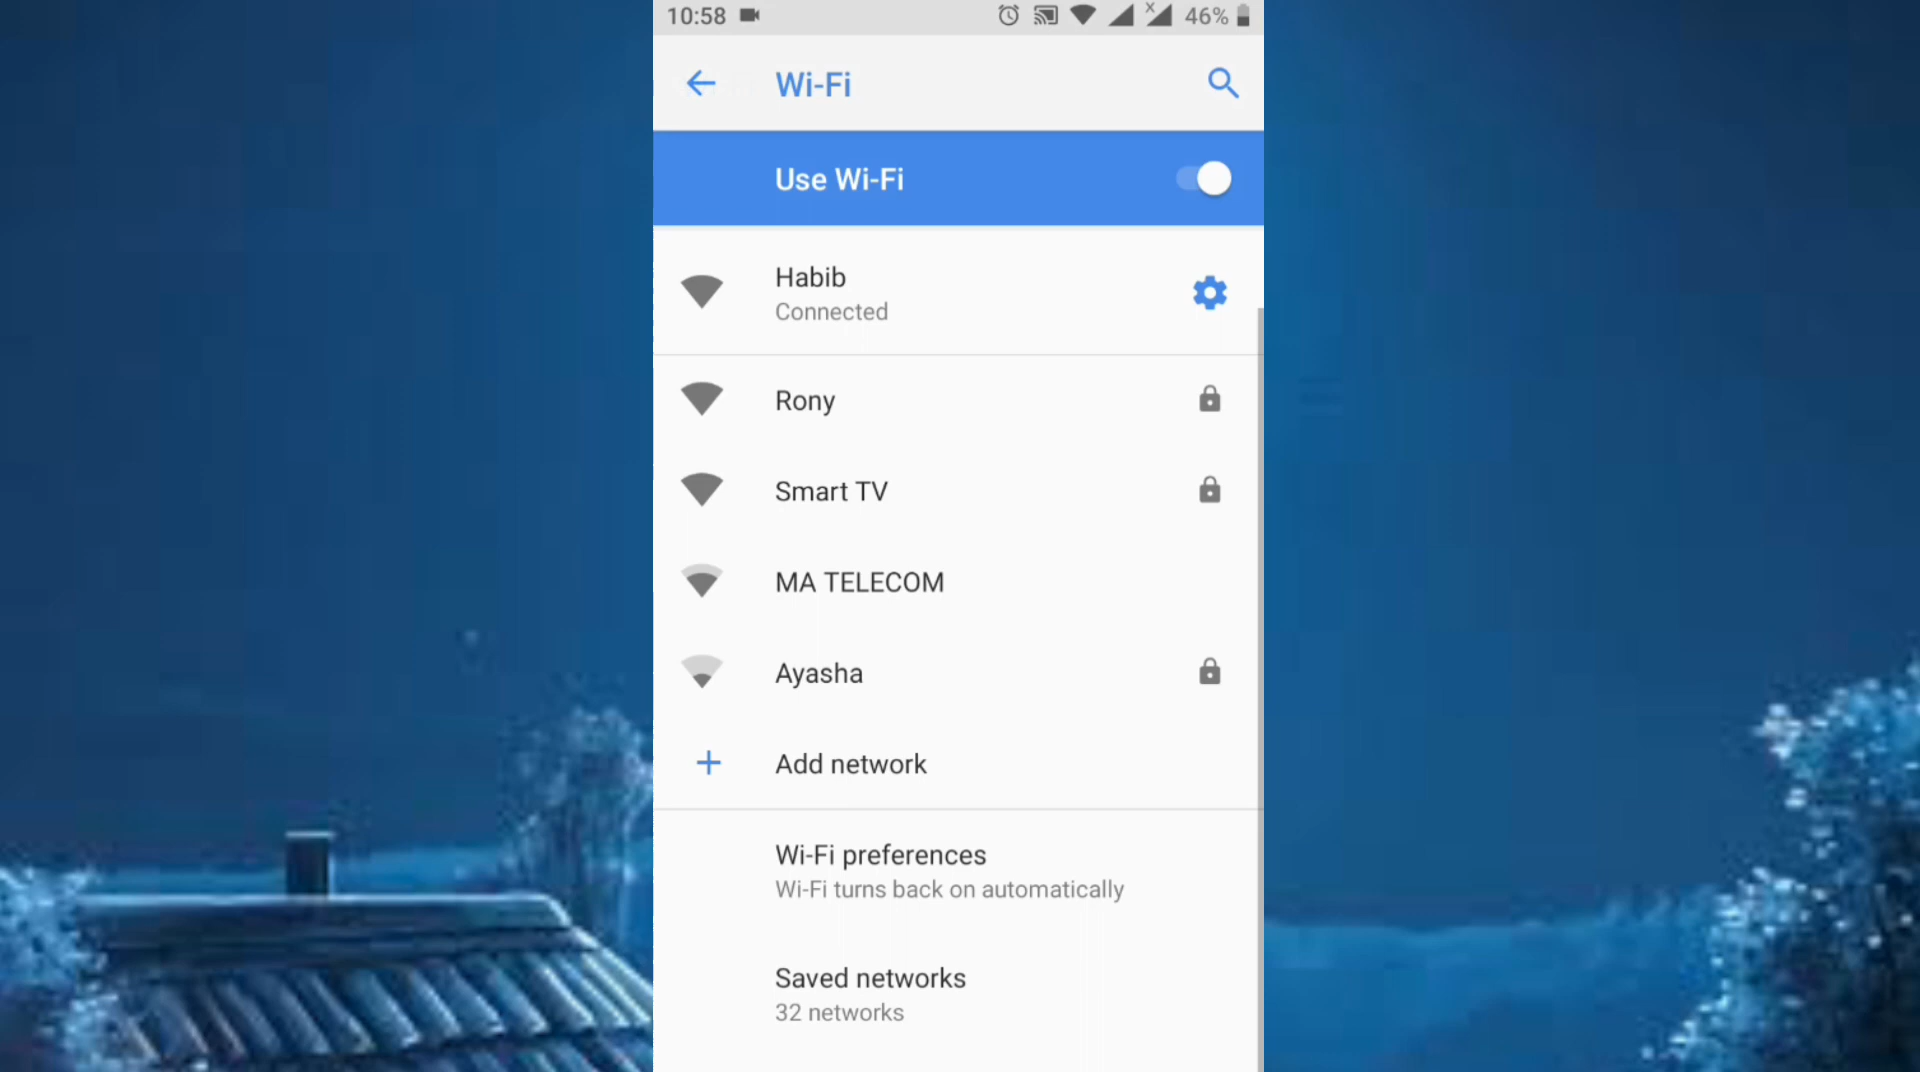 10:58 46%
Wi-Fi
Use Wi-Fi
Habib
Connected
Rony
Smart TV
MA TELECOM
Ayasha
Add network
Wi-Fi preferences
Wi-Fi turns back on automatically
Saved networks
32 networks